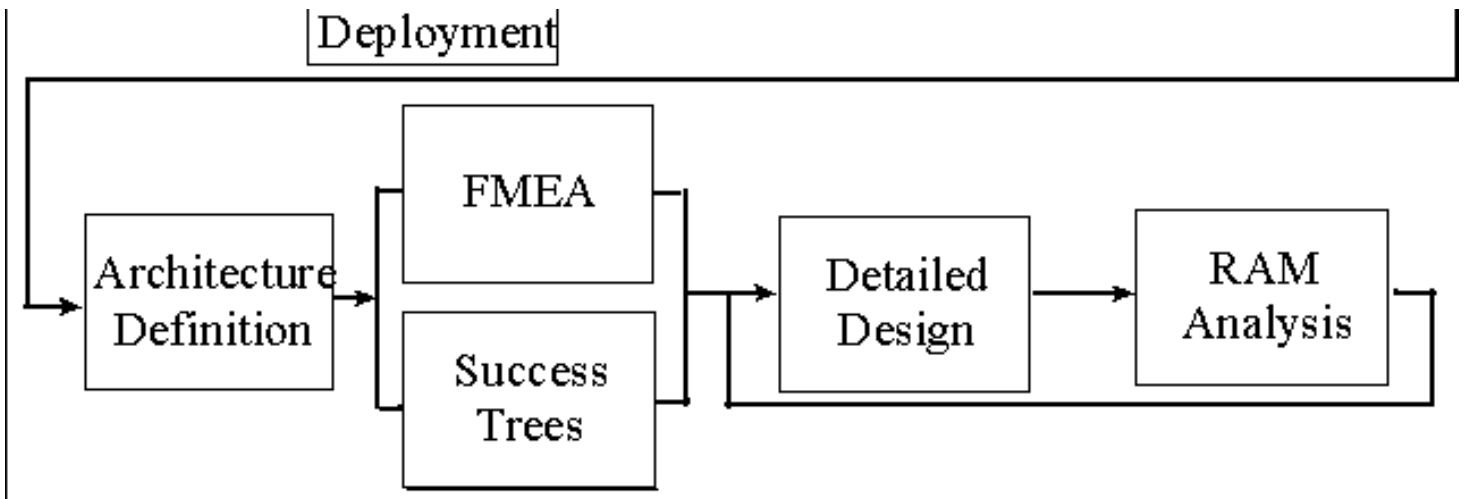 Deployment
Architecture
Definition
FMEA
Success
Trees
Detailed
Design
RAM
Analysis